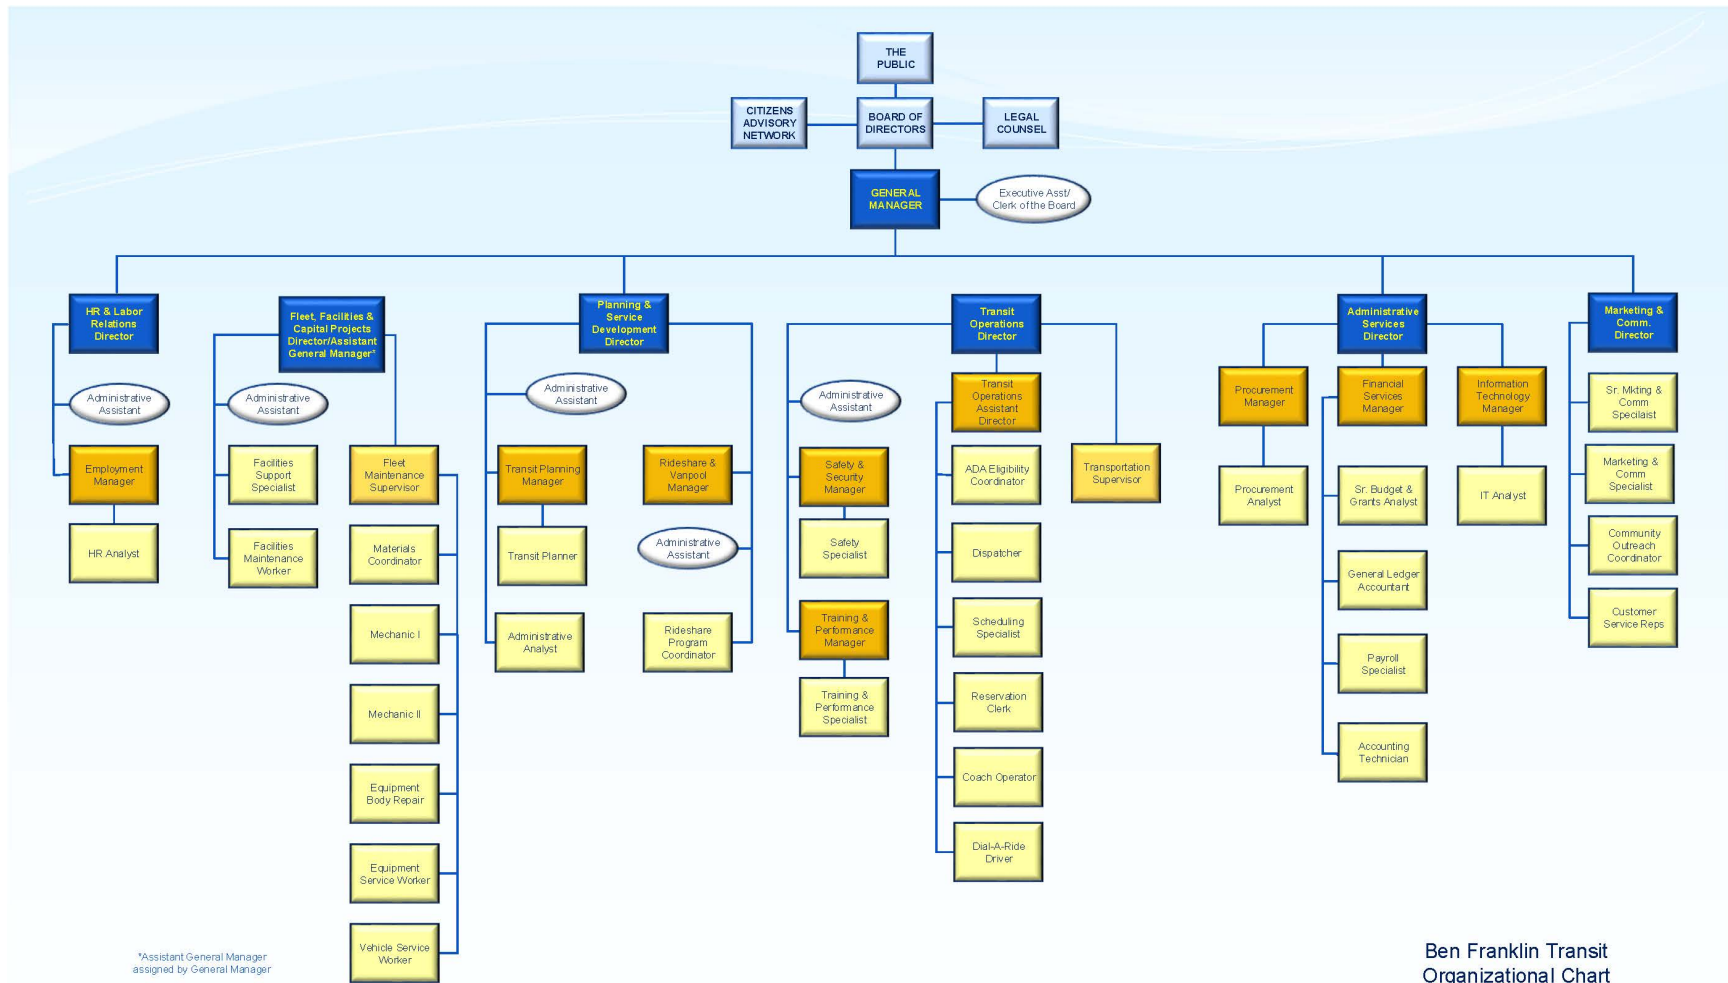 THE
PUBLIC
CITIZENS
ADVISORY
NETWORK
BOARD OF
DIRECTORS
LEGAL
COUNSEL
GENERAL
MANAGER
Executive Asst/
Clerk of the Board
HR & Labor
Relations
Director
Administrative
Assistant
Employment
Manager
HR Analyst
Fleet, Facilities &
Capital Projects
Director/Assistant
General Manager*
Administrative
Assistant
Facilities
Support
Specialist
Facilities
Maintenance
Worker
Fleet
Maintenance
Supervisor
Materials
Coordinator
Mechanic I
Mechanic II
Equipment
Body Repair
Equipment
Service Worker
Vehicle Service
Worker
Planning &
Service
Development
Director
Administrative
Assistant
Transit Planning
Manager
Transit Planner
Administrative
Analyst
Rideshare &
Vanpool
Manager
Administrative
Assistant
Rideshare
Program
Coordinator
Transit
Operations
Director
Administrative
Assistant
Safety &
Security
Manager
Safety
Specialist
Training &
Performance
Manager
Training &
Performance
Specialist
Transit
Operations
Assistant
Director
ADA Eligibility
Coordinator
Dispatcher
Scheduling
Specialist
Reservation
Clerk
Coach Operator
Dial-A-Ride
Driver
Transportation
Supervisor
Administrative
Services
Director
Procurement
Manager
Procurement
Analyst
Financial
Services
Manager
Sr. Budget &
Grants Analyst
General Ledger
Accountant
Payroll
Specialist
Accounting
Technician
Information
Technology
Manager
IT Analyst
Marketing &
Comm.
Director
Sr. Mkting &
Comm
Specilaist
Marketing &
Comm
Specialist
Community
Outreach
Coordinator
Customer
Service Reps
*Assistant General Manager
assigned by General Manager
Ben Franklin Transit
Organizational Chart